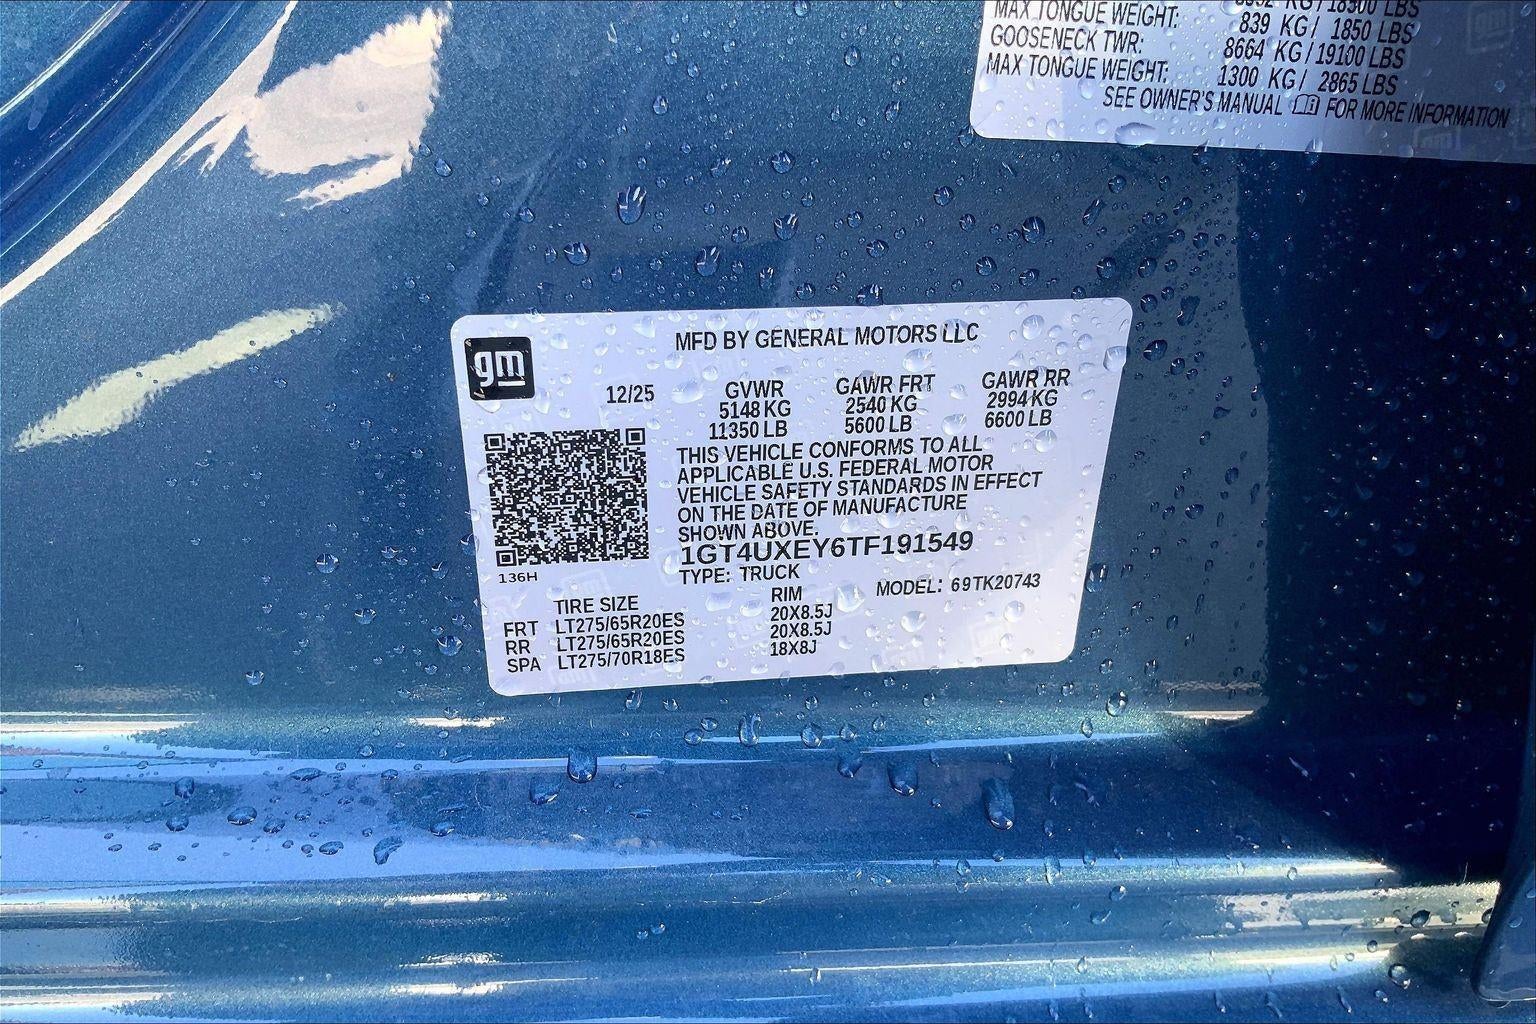 MAX TONGUE WEIGHT: 839 KG/ 1850 LBS
GOOSENECK TWR: 8664 KG/19100 LBS
MAX TONGUE WEIGHT: 1300 KG/ 2865 LBS
SEE OWNER'S MANUAL FOR MORE INFORMATION
gm
MFD BY GENERAL MOTORS LLC
12/25 GVWR GAWR FRT GAWR RR
5148 KG 2540 KG 2994 KG
11350 LB 5600 LB 6600 LB
THIS VEHICLE CONFORMS TO ALL
APPLICABLE U.S. FEDERAL MOTOR
VEHICLE SAFETY STANDARDS IN EFFECT
ON THE DATE OF MANUFACTURE
SHOWN ABOVE.
1GT4UXEY6TF191549
136H
TYPE: TRUCK MODEL: 69TK20743
TIRE SIZE RIM
FRT LT275/65R20ES 20X8.5J
RR LT275/65R20ES 20X8.5J
SPA LT275/70R18ES 18X8J